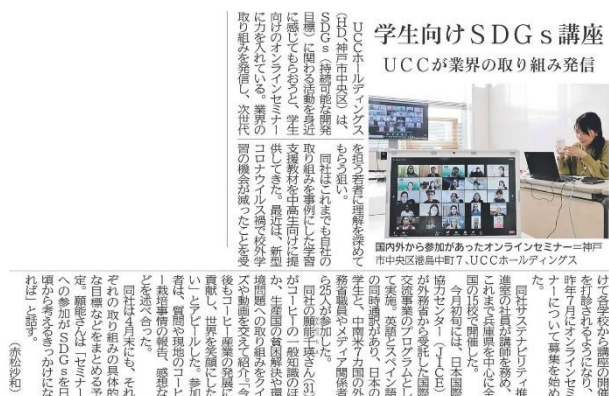 学生向けSDGs講座
UCCが業界の取り組み発信
国内外から参加があったオンラインセミナー＝神戸
市中央区港島中町7、UCCホールディングス
UCCホールディングス
（HD、神戸市中央区）は、
SDGs（持続可能な開発
目標）に関わる活動を身近
に感じてもらおうと、学生
向けのオンラインセミナー
に力を入れている。業界の
取り組みを発信し、次世代
を担う若者に理解を深めて
もらう狙い。
同社はこれまでも自社の
取り組みを事例にした学習
支援教材を中高生向けに提
供してきた。最近は、新型
コロナウイルス禍で校外学
習の機会が減ったことを受
けて各学校から講座の開催
を打診されるようになり、
昨年7月にオンラインセミ
ナーについて募集を始め
た。
同社サステナビリティ推
進室の社員が講師を務め、
これまで兵庫県を中心に全
国の15校で開催した。
今月初旬には、日本国際
協力センター（JICE）
が外務省から受託した国際
交流事業のプログラムとし
て実施。英語とスペイン語
の同時通訳があり、日本の
学生と、中南米7カ国の外
務省職員やメディア関係者
ら25人が参加した。
同社の願能千瑛さん（31）
がコーヒーの一般知識のほ
か、生産国の貧困解決や環
境問題への取り組みをクイ
ズや動画を交えて紹介。「今
後もコーヒー産業の発展に
貢献し、世界を笑顔にした
い」とアピールした。参加
者は、質問や現地のコーヒ
ー栽培事情の報告、感想な
どを述べ合った。
同社は4月末にも、それ
ぞれの取り組みの具体的
な目標などをまとめる予
定。願能さんは「セミナー
への参加がSDGsを日
頃から考えるきっかけにな
れば」と話す。
（赤松沙和）